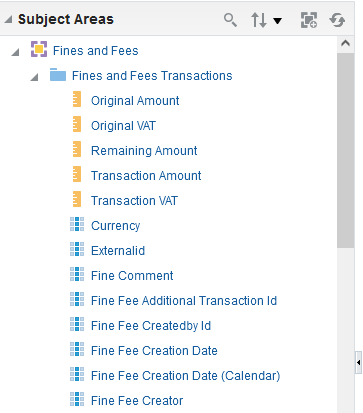 Subject Areas
Fines and Fees
Fines and Fees Transactions
Original Amount
Original VAT
Remaining Amount
Transaction Amount
Transaction VAT
Currency
Externalid
Fine Comment
Fine Fee Additional Transaction Id
Fine Fee Createdby Id
Fine Fee Creation Date
Fine Fee Creation Date (Calendar)
Fine Fee Creator